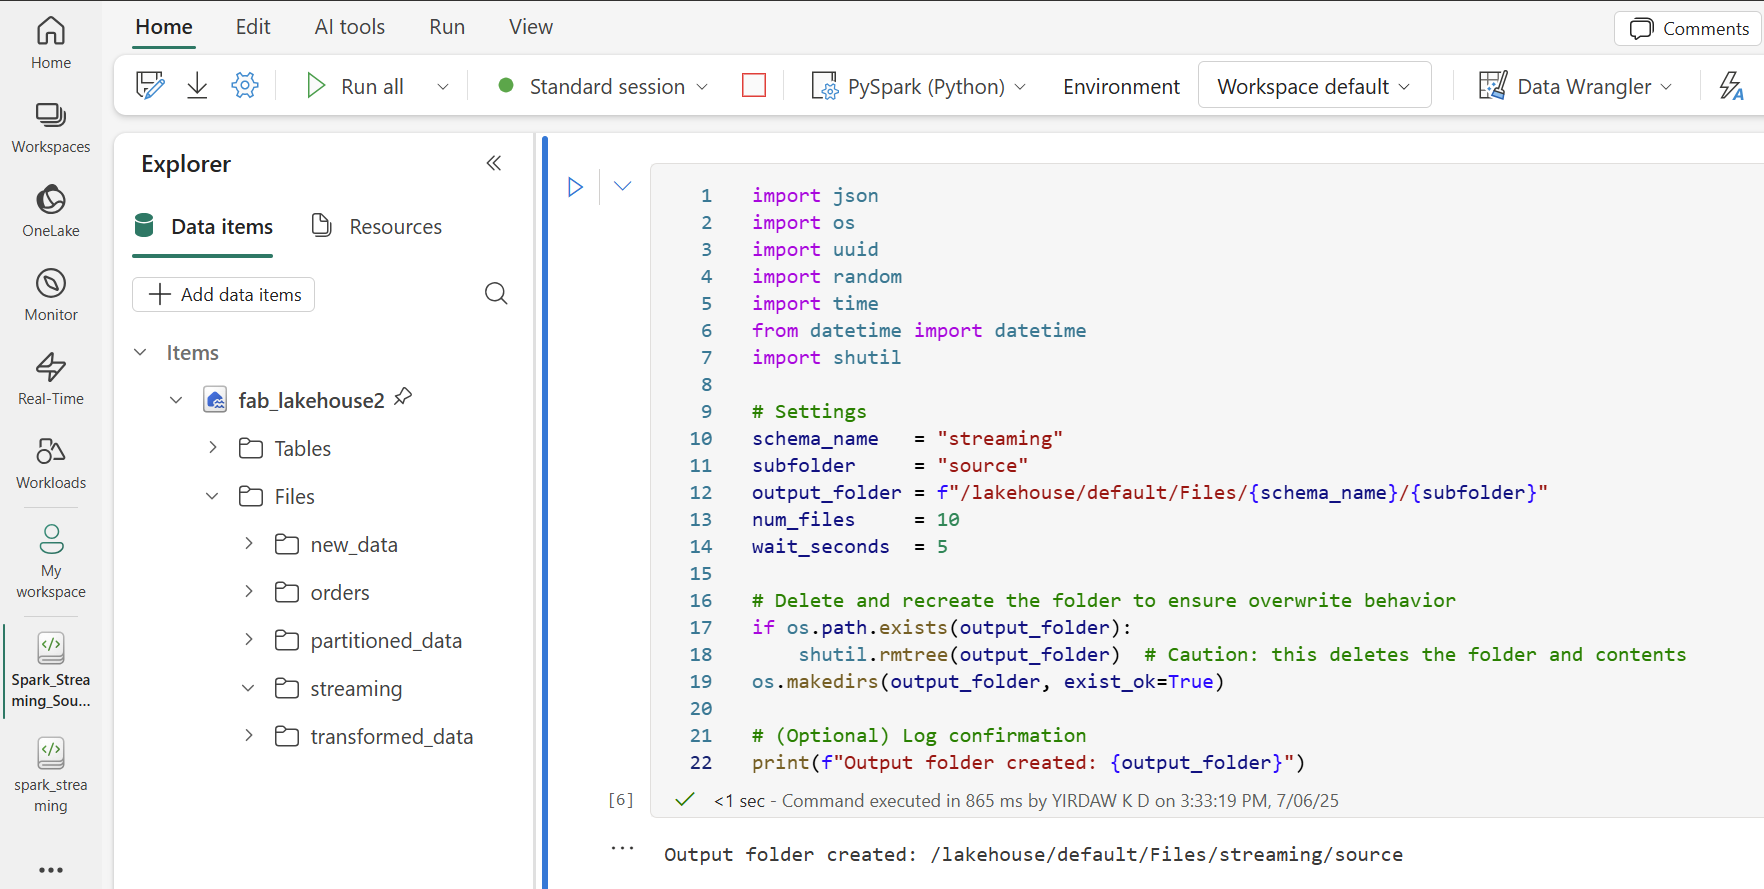 Home
Edit
AI tools
Run
View
Comments
Run all
Standard session
PySpark (Python)
Environment
Workspace default
Data Wrangler
Home
Workspaces
OneLake
Monitor
Real-Time
Workloads
My
workspace
Spark_Strea
ming_Sou...
spark_strea
ming
Explorer
Data items
Resources
Add data items
Items
fab_lakehouse2
Tables
Files
new_data
orders
partitioned_data
streaming
transformed_data
1 import json
2 import os
3 import uuid
4 import random
5 import time
6 from datetime import datetime
7 import shutil
8
9 # Settings
10 schema_name   = "streaming"
11 subfolder     = "source"
12 output_folder = f"/lakehouse/default/Files/{schema_name}/{subfolder}"
13 num_files     = 10
14 wait_seconds  = 5
15
16 # Delete and recreate the folder to ensure overwrite behavior
17 if os.path.exists(output_folder):
18     shutil.rmtree(output_folder)  # Caution: this deletes the folder and contents
19 os.makedirs(output_folder, exist_ok=True)
20
21 # (Optional) Log confirmation
22 print(f"Output folder created: {output_folder}")
[6] <1 sec - Command executed in 865 ms by YIRDAW K D on 3:33:19 PM, 7/06/25
Output folder created: /lakehouse/default/Files/streaming/source